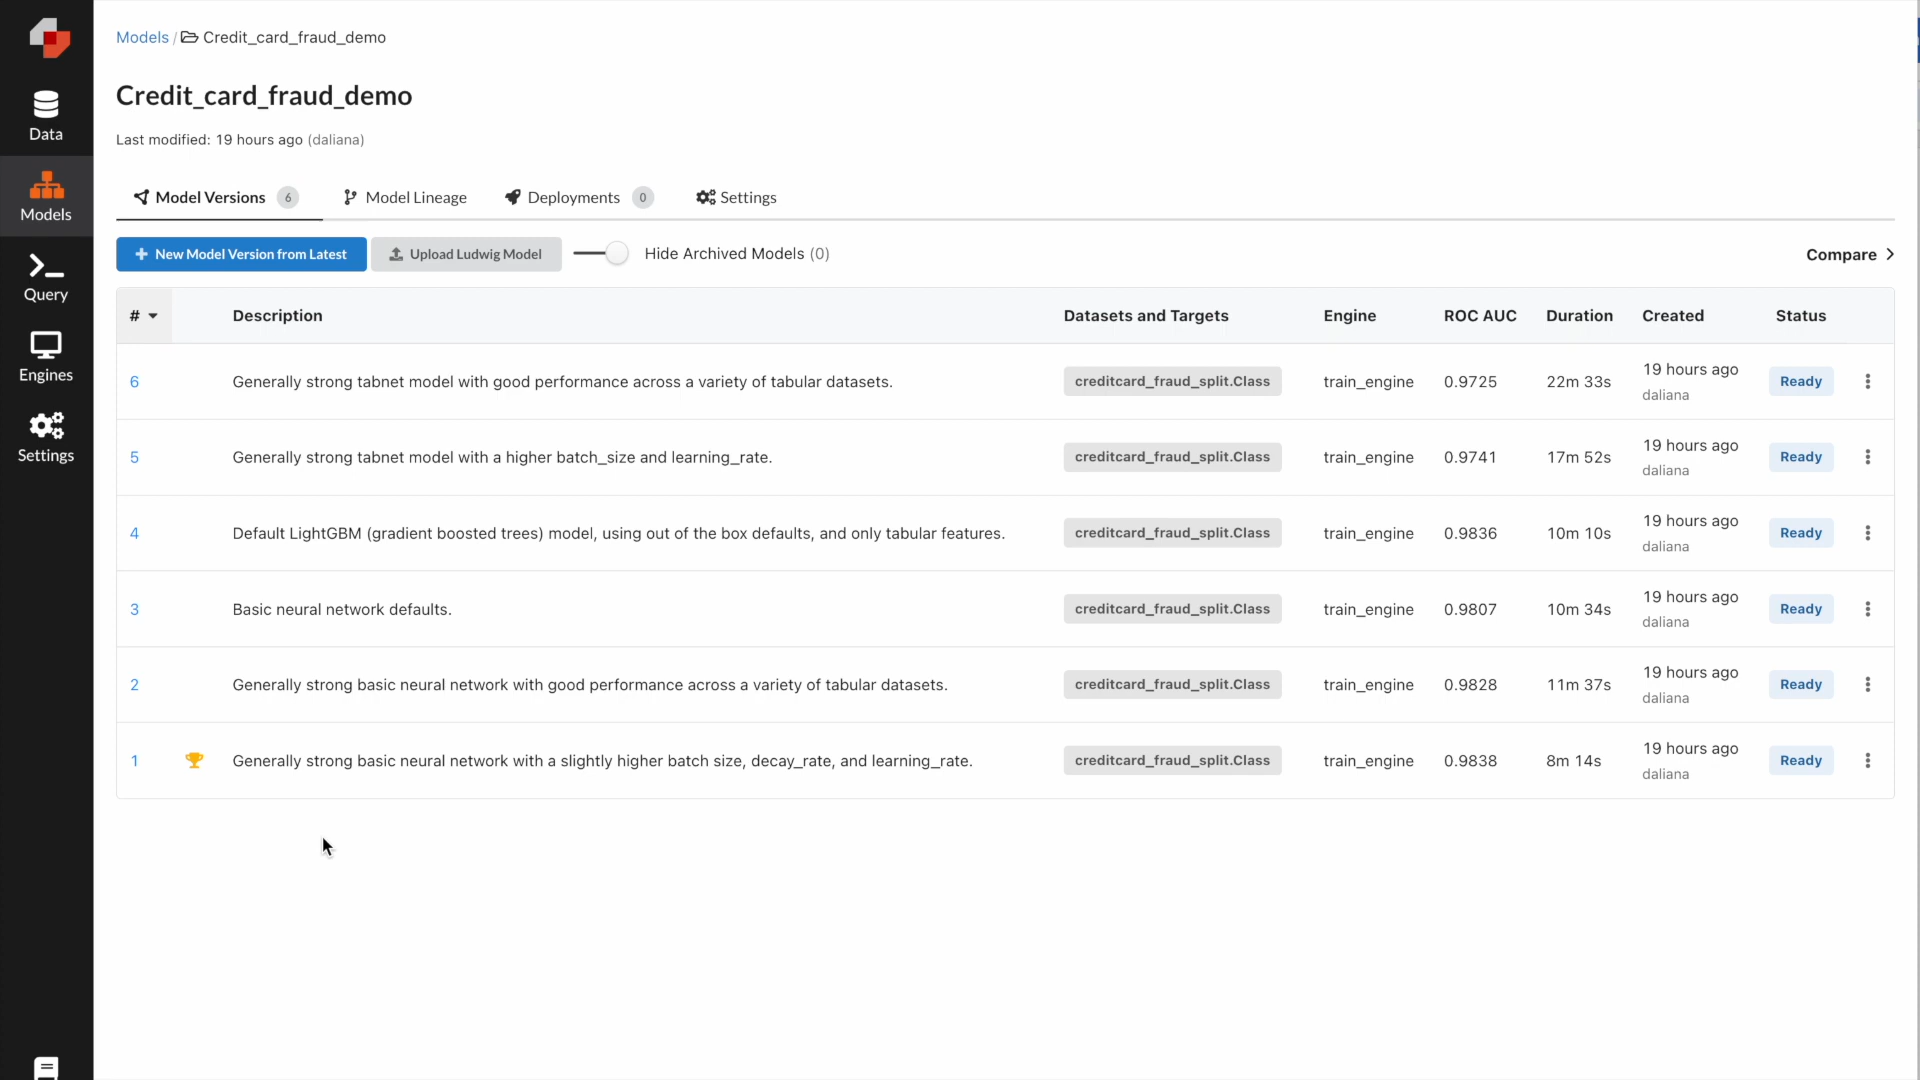 Models / Credit_card_fraud_demo
Credit_card_fraud_demo
Last modified: 19 hours ago (daliana)
Data
Models
Query
Engines
Settings
Model Versions 6 Model Lineage Deployments 0 Settings
+ New Model Version from Latest Upload Ludwig Model Hide Archived Models (0) Compare
# Description Datasets and Targets Engine ROC AUC Duration Created Status
6 Generally strong tabnet model with good performance across a variety of tabular datasets. creditcard_fraud_split.Class train_engine 0.9725 22m 33s 19 hours ago Ready
daliana
5 Generally strong tabnet model with a higher batch_size and learning_rate. creditcard_fraud_split.Class train_engine 0.9741 17m 52s 19 hours ago Ready
daliana
4 Default LightGBM (gradient boosted trees) model, using out of the box defaults, and only tabular features. creditcard_fraud_split.Class train_engine 0.9836 10m 10s 19 hours ago Ready
daliana
3 Basic neural network defaults. creditcard_fraud_split.Class train_engine 0.9807 10m 34s 19 hours ago Ready
daliana
2 Generally strong basic neural network with good performance across a variety of tabular datasets. creditcard_fraud_split.Class train_engine 0.9828 11m 37s 19 hours ago Ready
daliana
1 Generally strong basic neural network with a slightly higher batch size, decay_rate, and learning_rate. creditcard_fraud_split.Class train_engine 0.9838 8m 14s 19 hours ago Ready
daliana